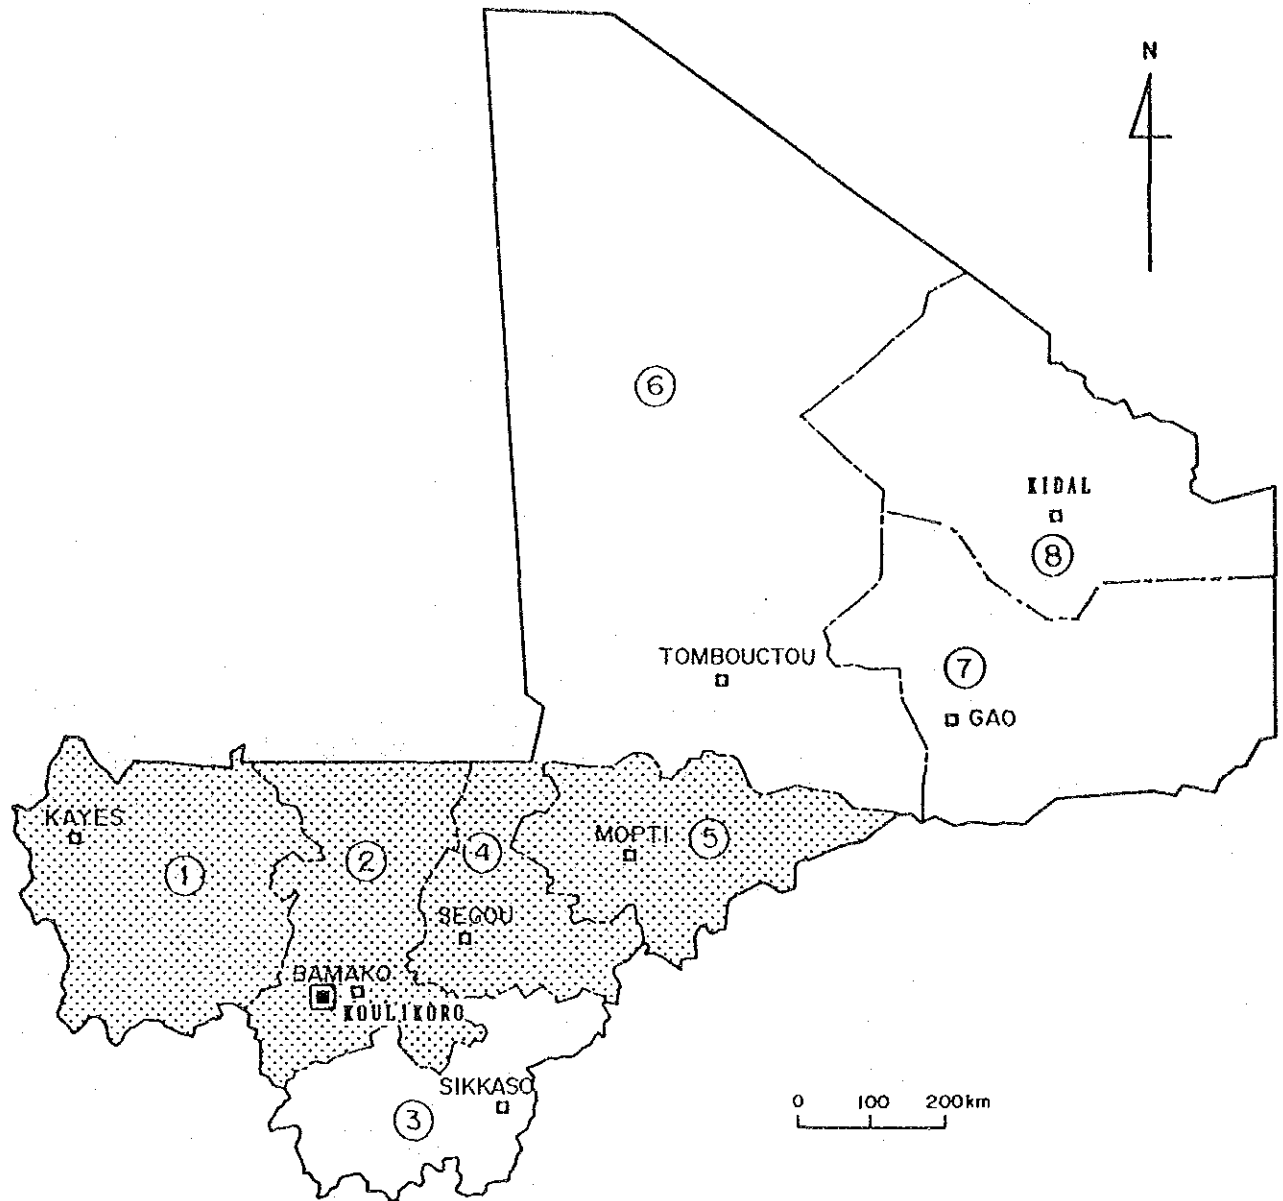 N
6
KIDAL
8
TOMBOUCTOU
7
GAO
KAYES
MOPTI
5
4
2
1
SEGOU
BAMAKO
KOULIKORO
SIKKASO
3
0 100 200km